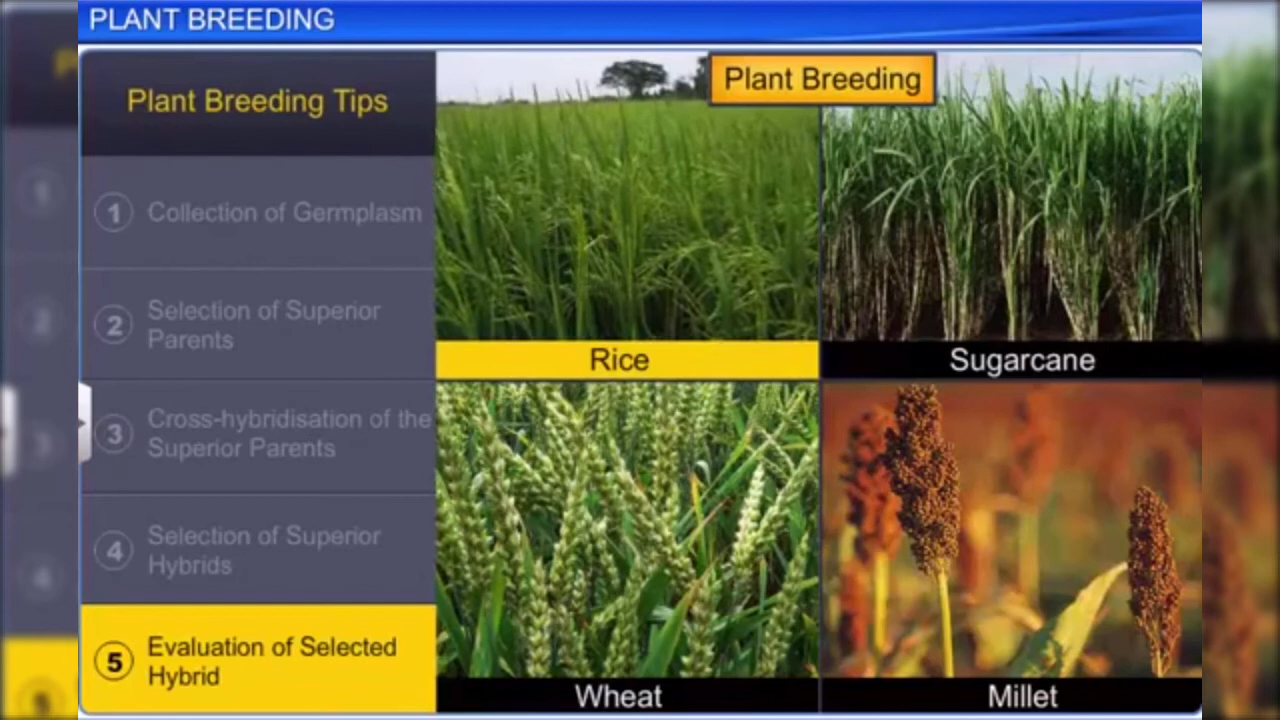 PLANT BREEDING
Plant Breeding Tips
1 Collection of Germplasm
2 Selection of Superior
Parents
3 Cross-hybridisation of the
Superior Parents
4 Selection of Superior
Hybrids
5 Evaluation of Selected
Hybrid
Plant Breeding
Rice
Sugarcane
Wheat
Millet